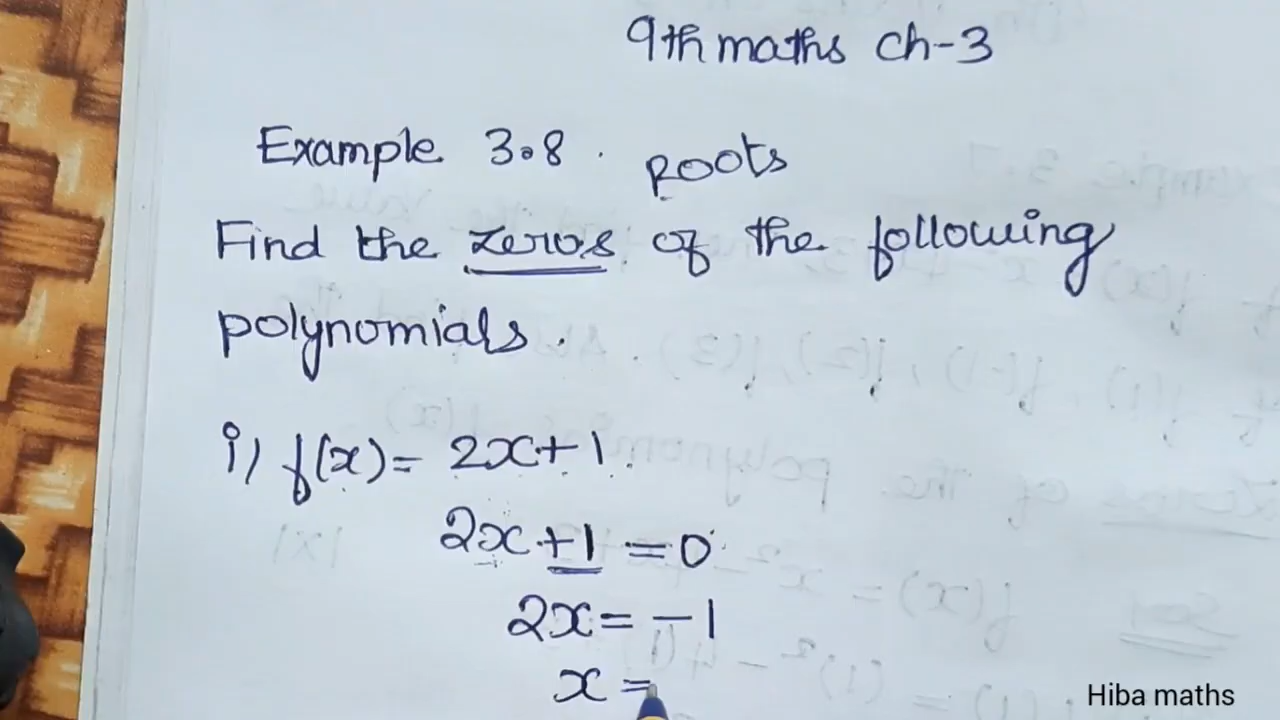 9th maths ch-3
Example 3.8. Roots
Find the zeros of the following
polynomials.
i) f(x) = 2x+1.
2x+1 = 0
2x = -1
x =
Hiba maths